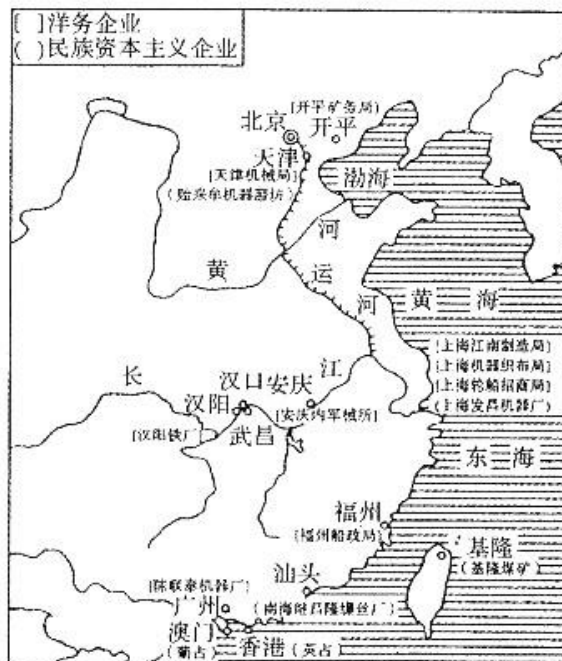 [ ]洋务企业
( )民族资本主义企业
[开平矿务局]
北京
开平
天津
[天津机械局]
(贻来牟机器磨坊)
渤海
河
黄
运
河
黄 海
[上海江南制造局]
[上海机器织布局]
[上海轮船招商局]
(上海发昌机器厂)
长
江
汉口
安庆
汉阳
[安庆内军械所]
[汉阳铁厂]
武昌
东 海
福州
[福州船政局]
基隆
(基隆煤矿)
汕头
[陈联泰机器厂]
广州
(南海继昌隆缫丝厂)
澳门
(葡占)
香港(英占)